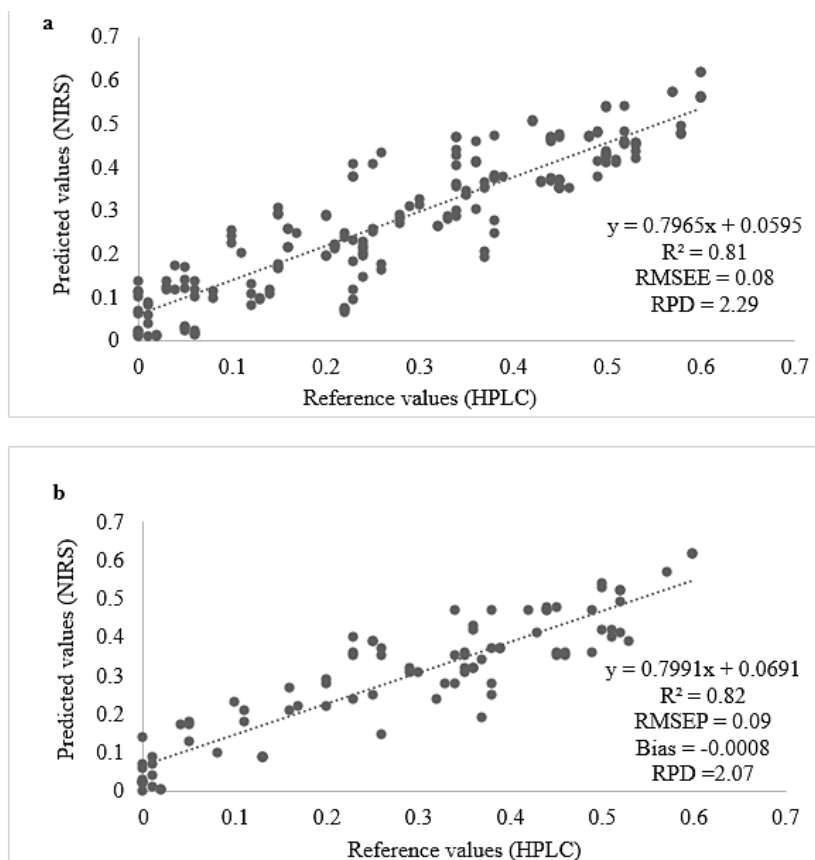 a
0.7
0.6
0.5
0.4
0.3
0.2
0.1
0
Predicted values (NIRS)
y = 0.7965x + 0.0595
R² = 0.81
RMSEE = 0.08
RPD = 2.29
0 0.1 0.2 0.3 0.4 0.5 0.6 0.7
Reference values (HPLC)
b
0.7
0.6
0.5
0.4
0.3
0.2
0.1
0
Predicted values (NIRS)
y = 0.7991x + 0.0691
R² = 0.82
RMSEP = 0.09
Bias = -0.0008
RPD =2.07
0 0.1 0.2 0.3 0.4 0.5 0.6 0.7
Reference values (HPLC)